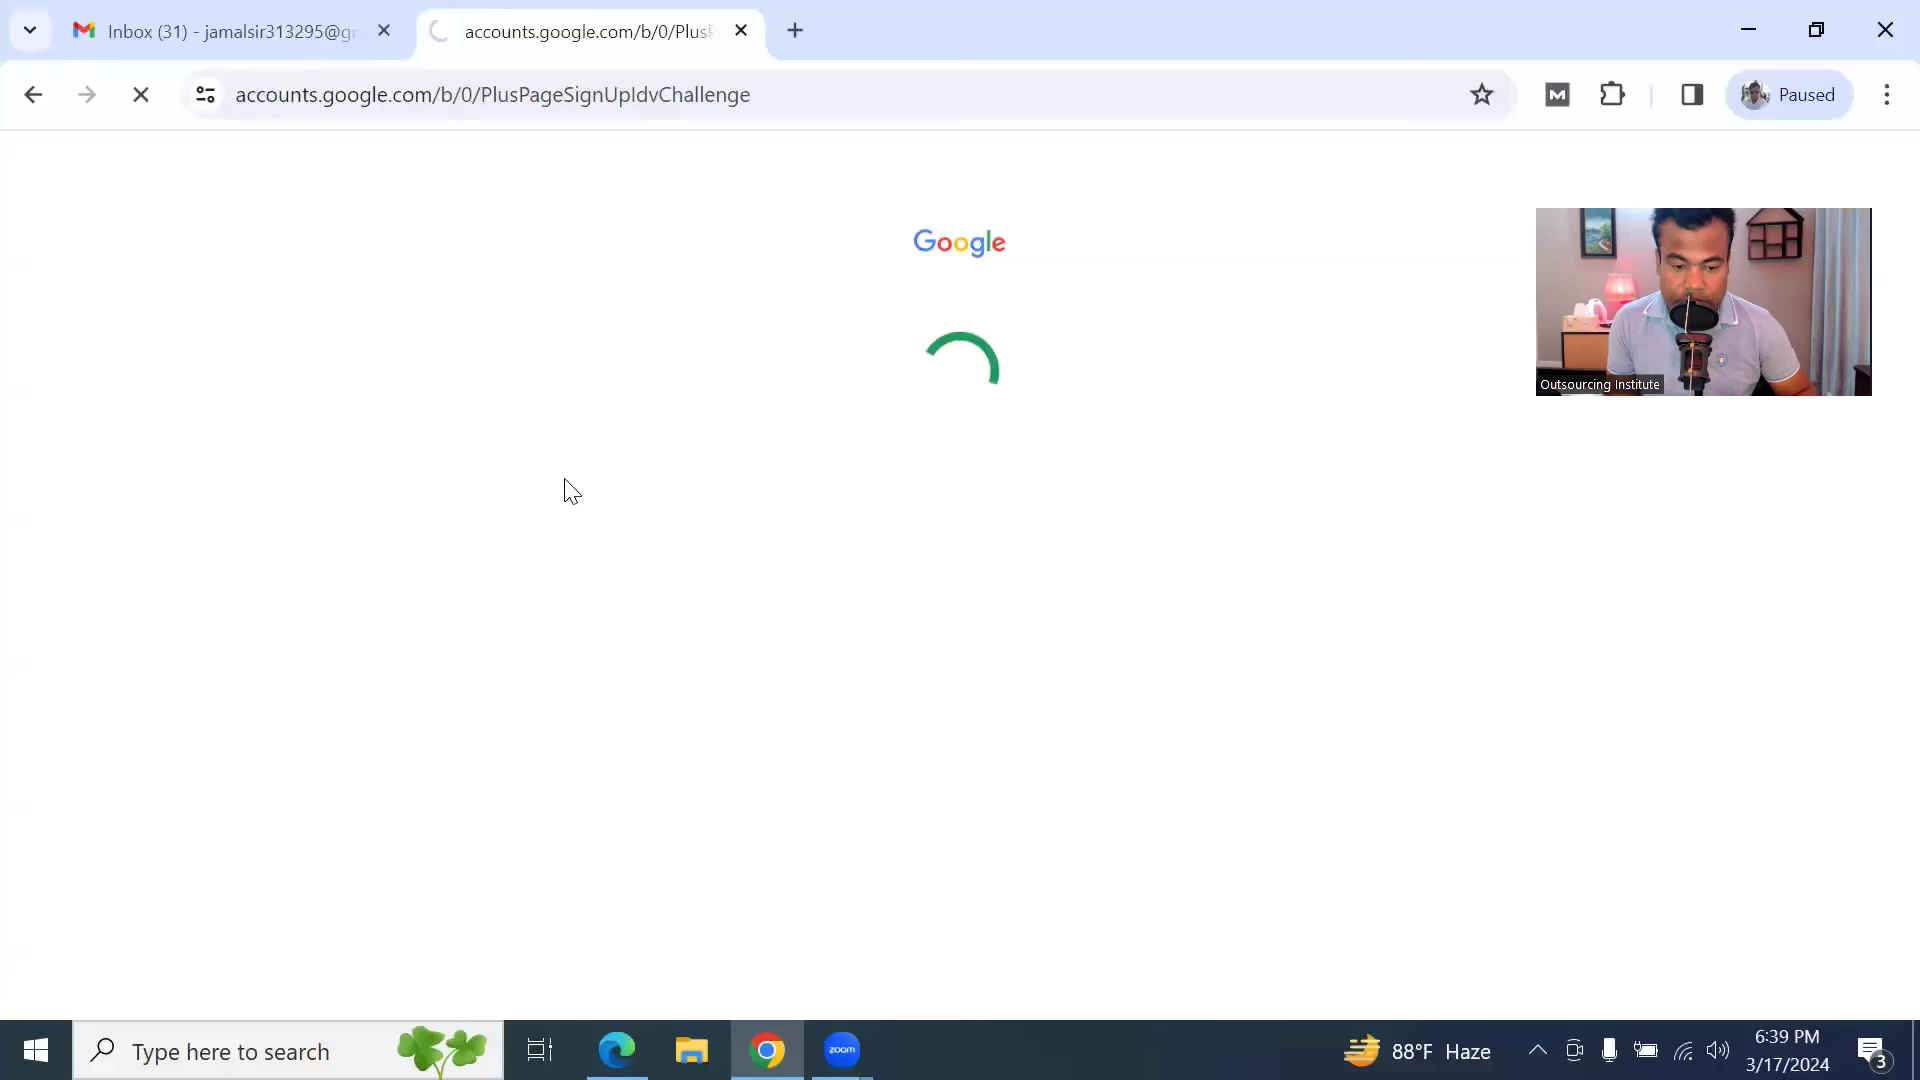 Inbox (31) - jamalsir313295@g
accounts.google.com/b/0/Plus
accounts.google.com/b/0/PlusPageSignUpIdvChallenge
Paused
Google
Outsourcing Institute
Type here to search
zoom
88°F Haze
6:39 PM
3/17/2024
3